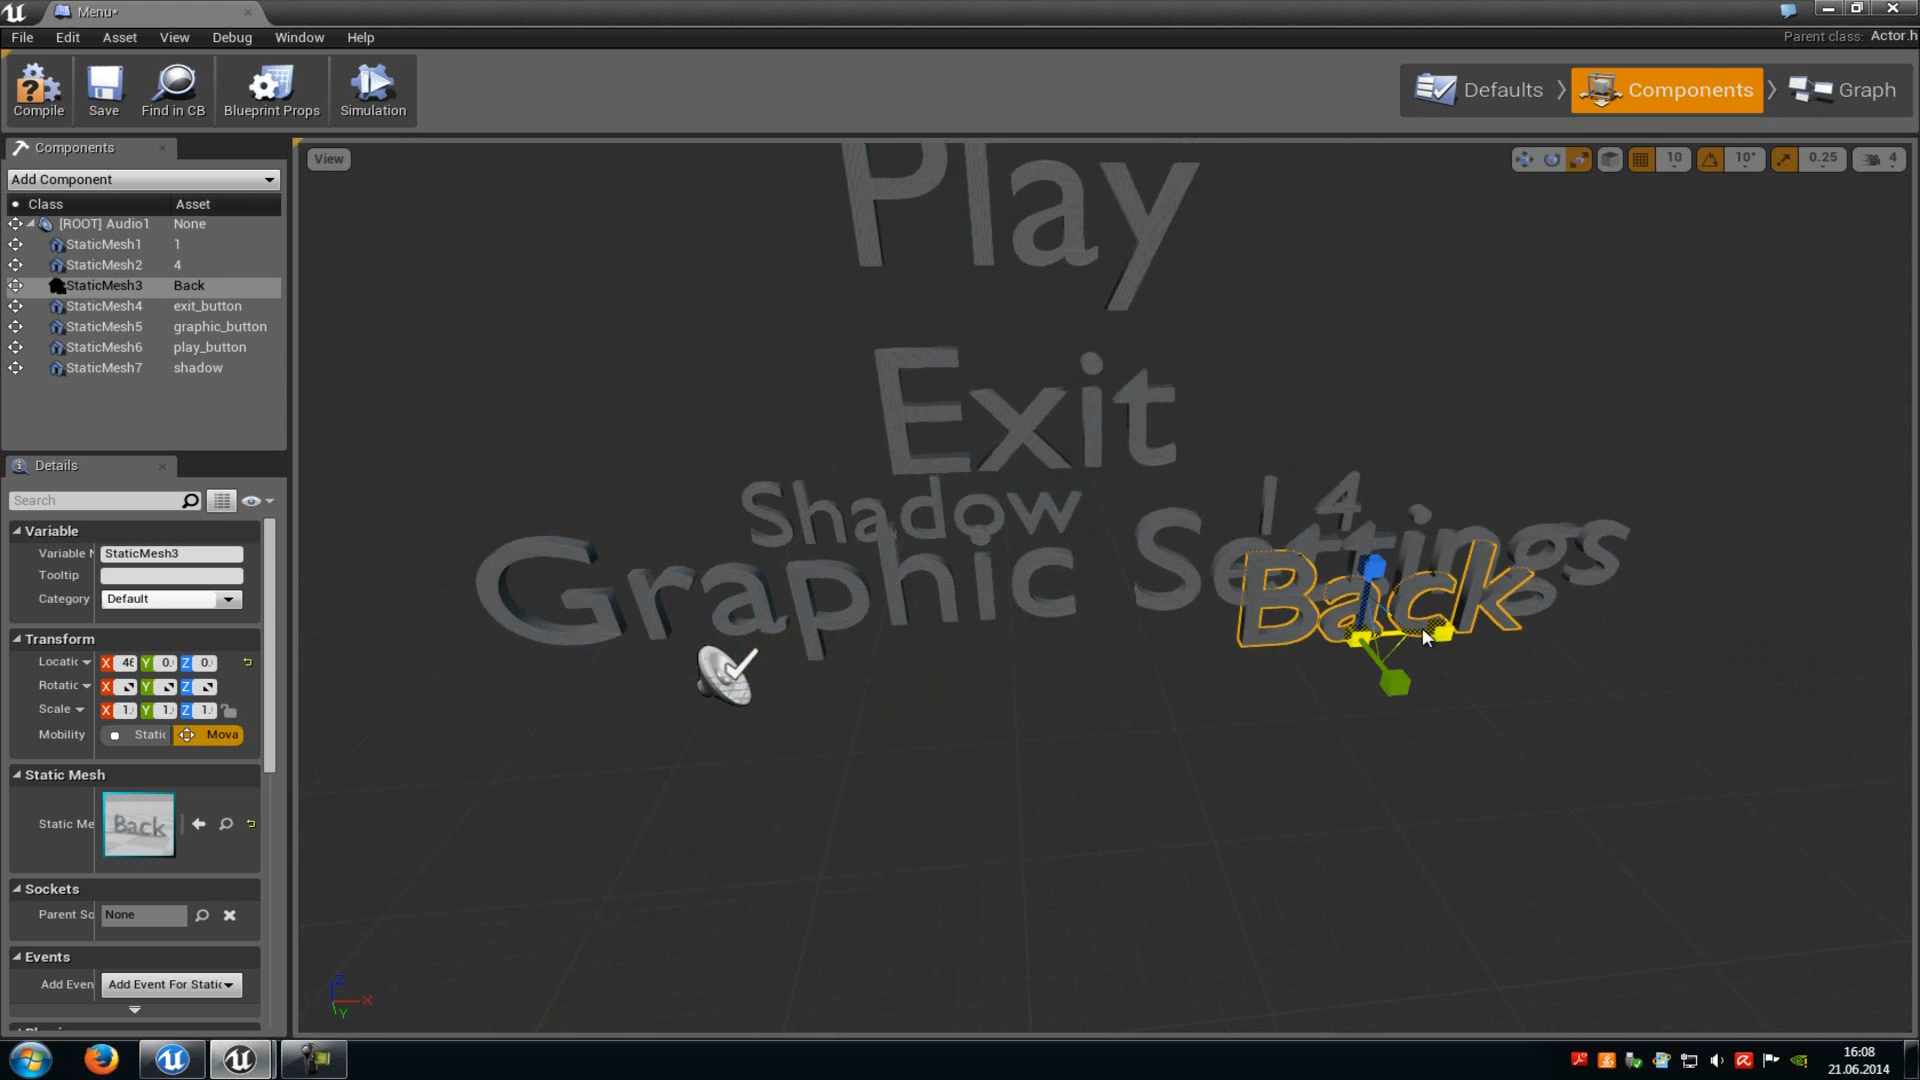 Menu*
File Edit Asset View Debug Window Help
Parent class: Actor.h
Compile Save Find in CB Blueprint Props Simulation
Defaults Components Graph
Components
View
10 10° 0.25 4
Add Component
Class Asset
[ROOT] Audio1 None
StaticMesh1 1
StaticMesh2 4
StaticMesh3 Back
StaticMesh4 exit_button
StaticMesh5 graphic_button
StaticMesh6 play_button
StaticMesh7 shadow
Play
Exit
Shadow 1 4
Graphic Settings
Back
Details
Search
Variable
Variable N StaticMesh3
Tooltip
Category Default
Transform
Locatic X 46 Y 0. Z 0.
Rotatic X Y Z
Scale X 1. Y 1. Z 1.
Mobility Static Mova
Static Mesh
Static Me Back
Sockets
Parent So None
Events
Add Even Add Event For Static
Z
X
Y
16:08
21.06.2014